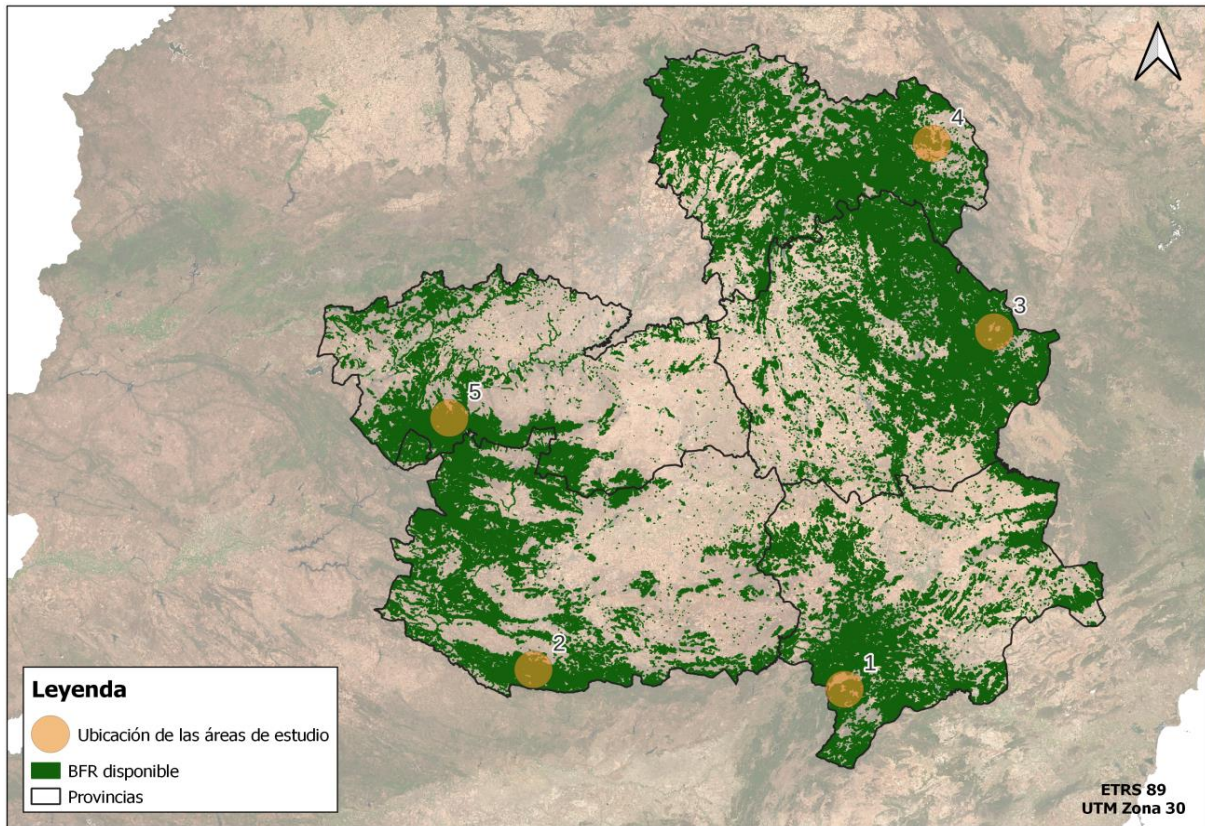 4
3
5
2
1
Leyenda
Ubicación de las áreas de estudio
BFR disponible
Provincias
ETRS 89
UTM Zona 30